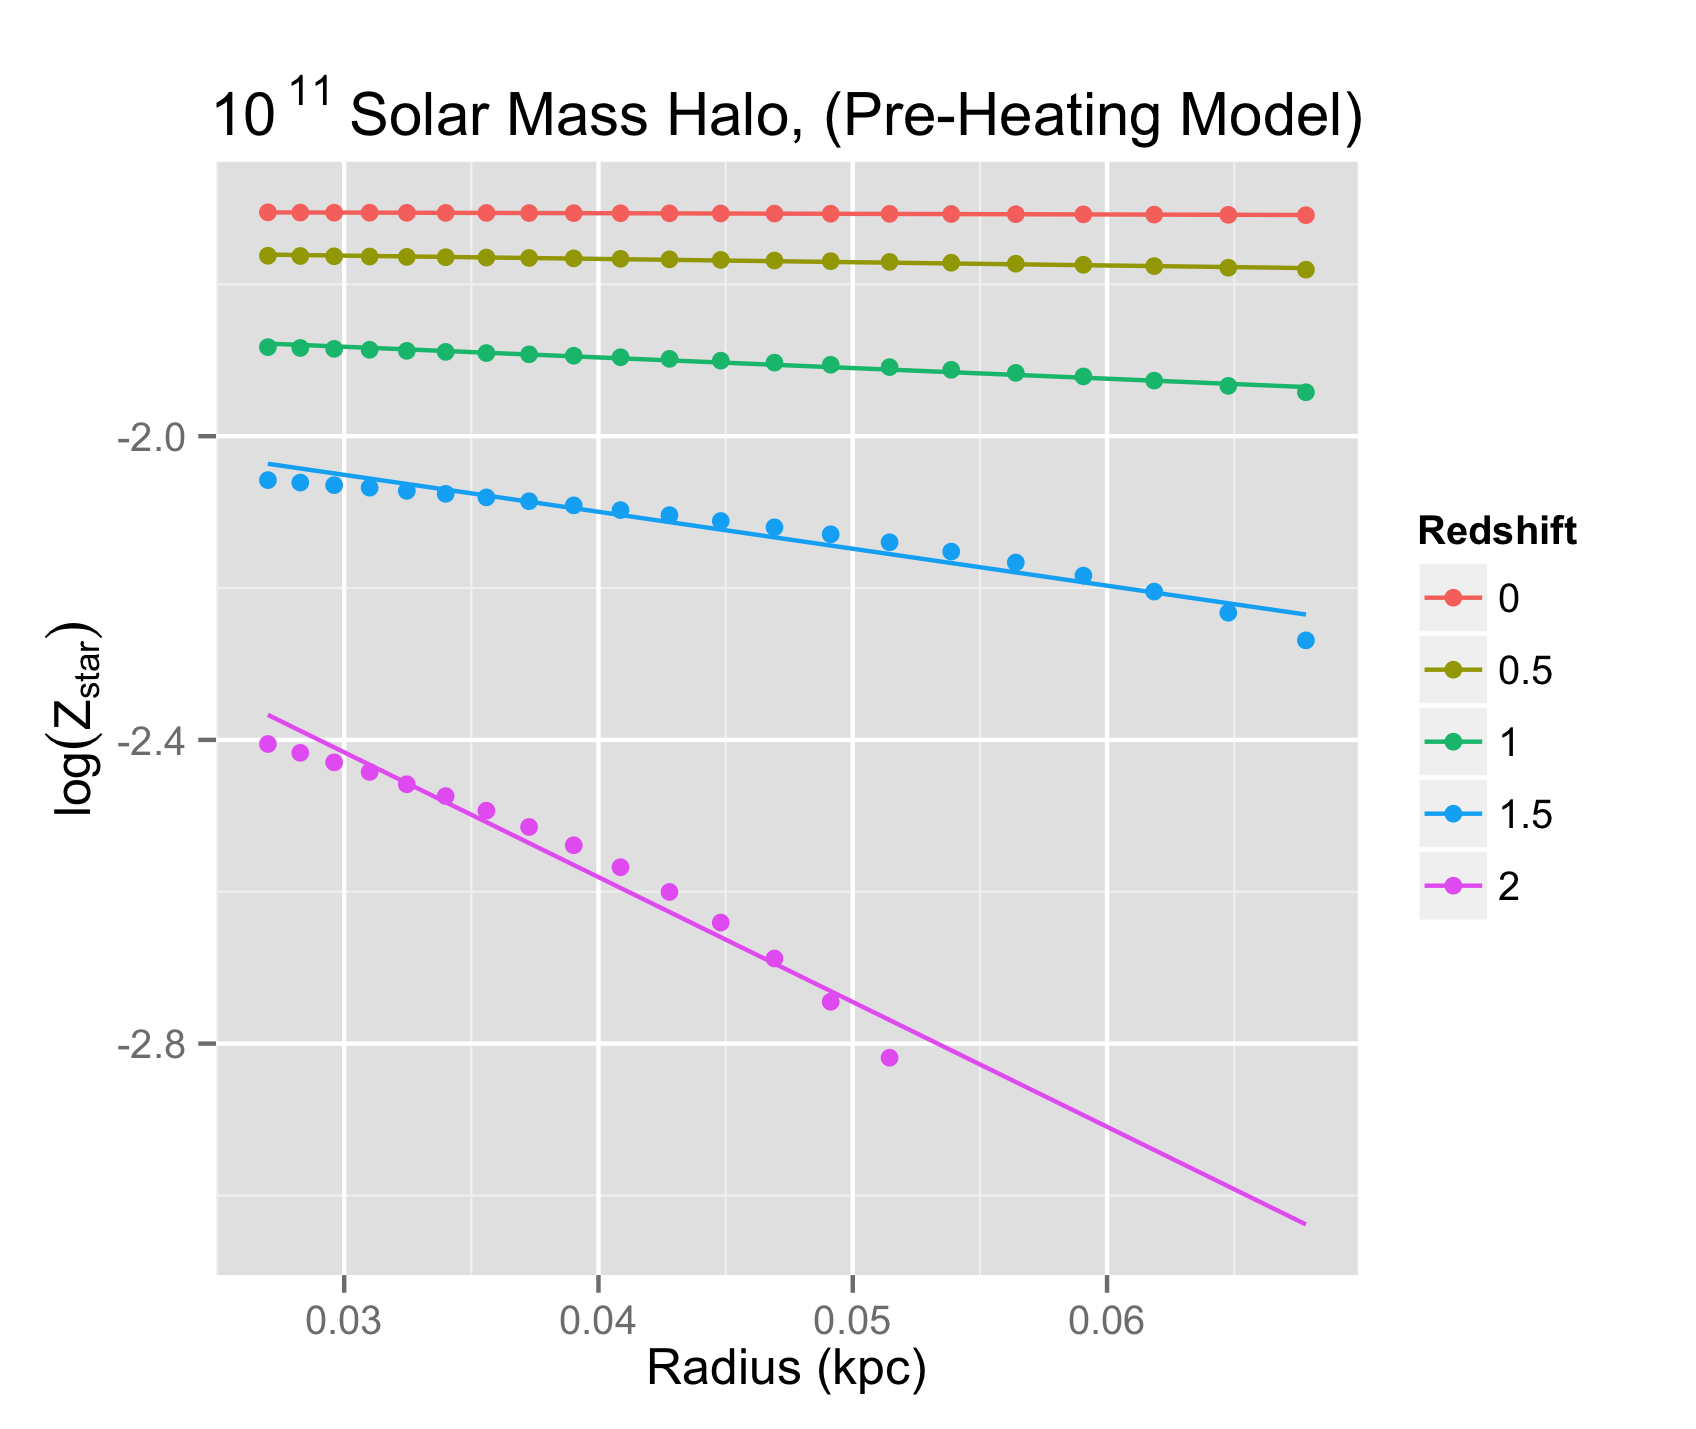 10^11 Solar Mass Halo, (Pre-Heating Model)
log(Z_star)
-2.0
-2.4
-2.8
0.03 0.04 0.05 0.06
Radius (kpc)
Redshift
0
0.5
1
1.5
2